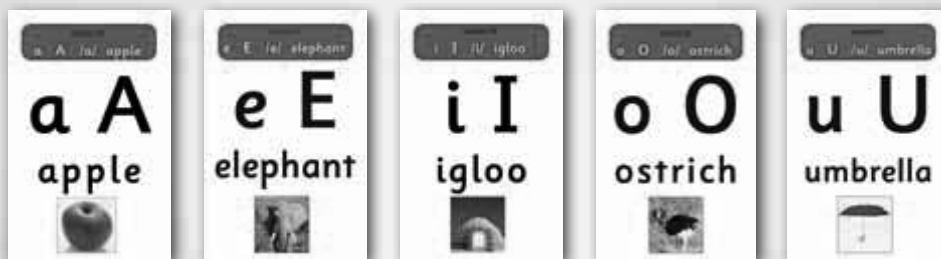 a A /a/ apple
a A
apple
e E /e/ elephant
e E
elephant
i I /i/ igloo
i I
igloo
o O /o/ ostrich
o O
ostrich
u U /u/ umbrella
u U
umbrella